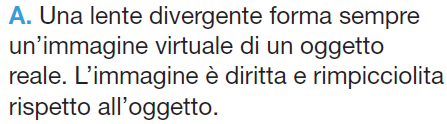 A. Una lente divergente forma sempre
un'immagine virtuale di un oggetto
reale. L'immagine è diritta e rimpicciolita
rispetto all'oggetto.